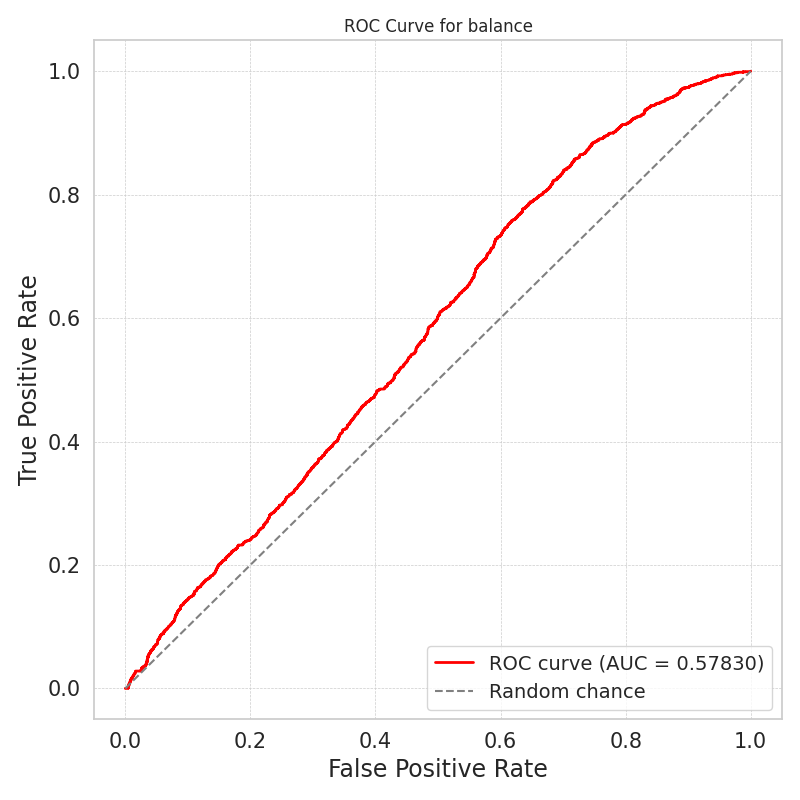 ROC Curve for balance
1.0
0.8
0.6
0.4
0.2
0.0
True Positive Rate
ROC curve (AUC = 0.57830)
Random chance
0.0 0.2 0.4 0.6 0.8 1.0
False Positive Rate